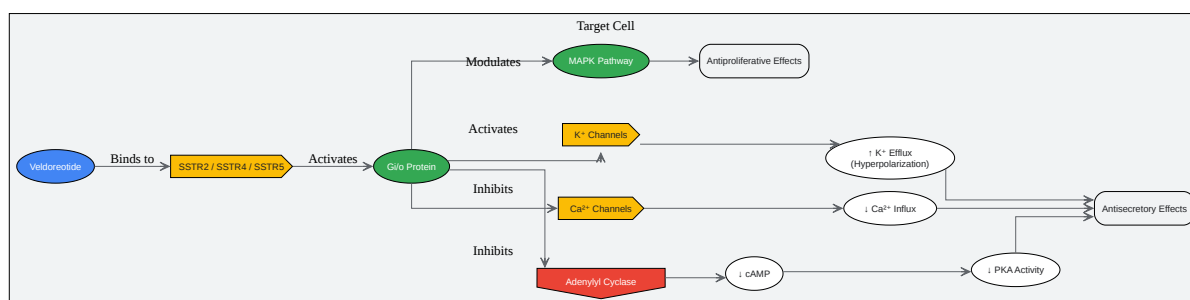 Target Cell
Modulates
MAPK Pathway
Antiproliferative Effects
Activates
K⁺ Channels
↑ K⁺ Efflux
(Hyperpolarization)
Veldoreotide
Binds to
SSTR2 / SSTR4 / SSTR5
Activates
Gi/o Protein
Inhibits
Ca²⁺ Channels
↓ Ca²⁺ Influx
Antisecretory Effects
Inhibits
Adenylyl Cyclase
↓ cAMP
↓ PKA Activity